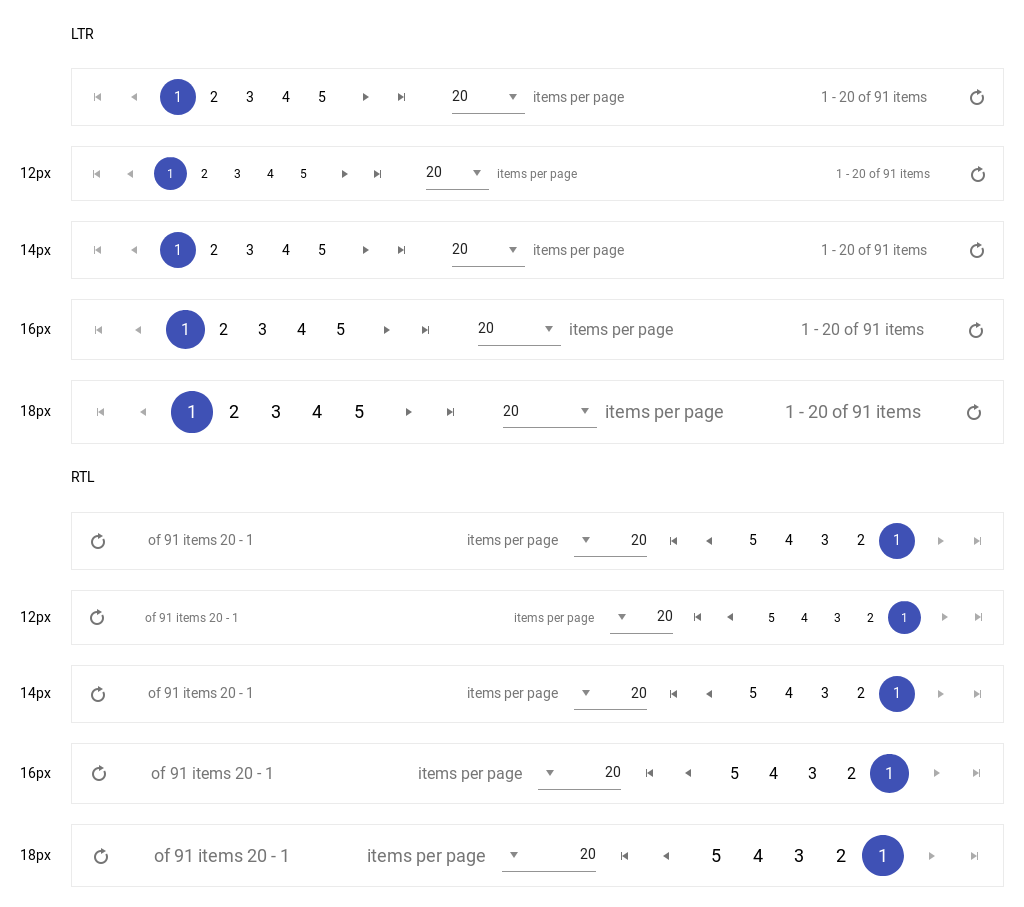 LTR
1 2 3 4 5 20 items per page 1 - 20 of 91 items
12px 1 2 3 4 5 20 items per page 1 - 20 of 91 items
14px 1 2 3 4 5 20 items per page 1 - 20 of 91 items
16px 1 2 3 4 5 20 items per page 1 - 20 of 91 items
18px 1 2 3 4 5 20 items per page 1 - 20 of 91 items
RTL
of 91 items 20 - 1 items per page 20 5 4 3 2 1
12px of 91 items 20 - 1 items per page 20 5 4 3 2 1
14px of 91 items 20 - 1 items per page 20 5 4 3 2 1
16px of 91 items 20 - 1 items per page 20 5 4 3 2 1
18px of 91 items 20 - 1 items per page 20 5 4 3 2 1